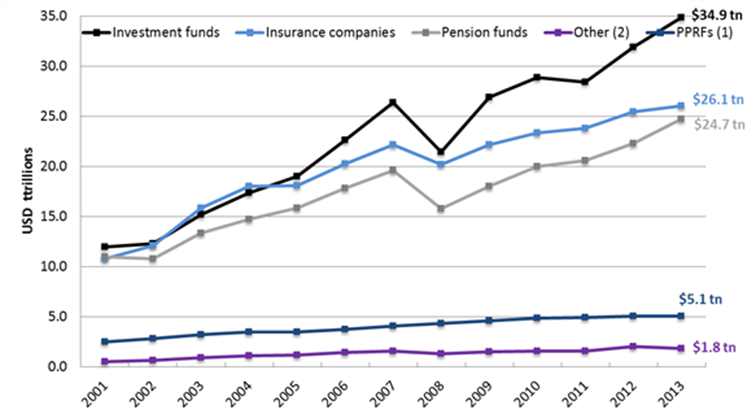 35.0
Investment funds
Insurance companies
Pension funds
Other (2)
PPRFs (1)
$34.9 tn
30.0
$26.1 tn
25.0
$24.7 tn
20.0
USD ttrillions
15.0
10.0
5.0
$5.1 tn
0.0
$1.8 tn
2001
2002
2003
2004
2005
2006
2007
2008
2009
2010
2011
2012
2013